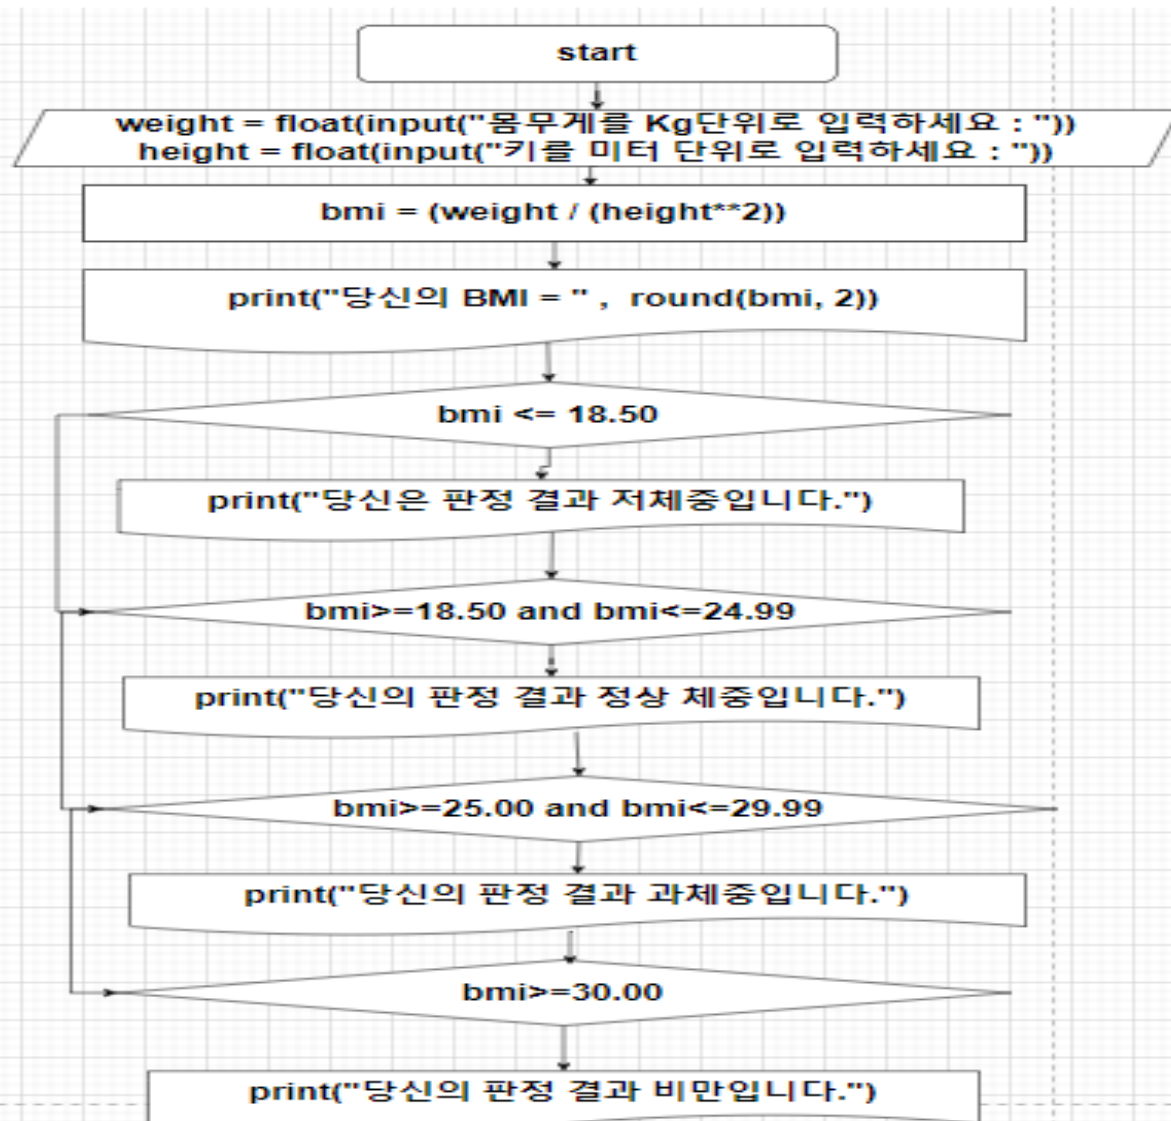 start
weight = float(input("몸무게를 Kg단위로 입력하세요 : "))
height = float(input("키를 미터 단위로 입력하세요 : "))
bmi = (weight / (height**2))
print("당신의 BMI = " , round(bmi, 2))
bmi <= 18.50
print("당신은 판정 결과 저체중입니다.")
bmi>=18.50 and bmi<=24.99
print("당신의 판정 결과 정상 체중입니다.")
bmi>=25.00 and bmi<=29.99
print("당신의 판정 결과 과체중입니다.")
bmi>=30.00
print("당신의 판정 결과 비만입니다.")